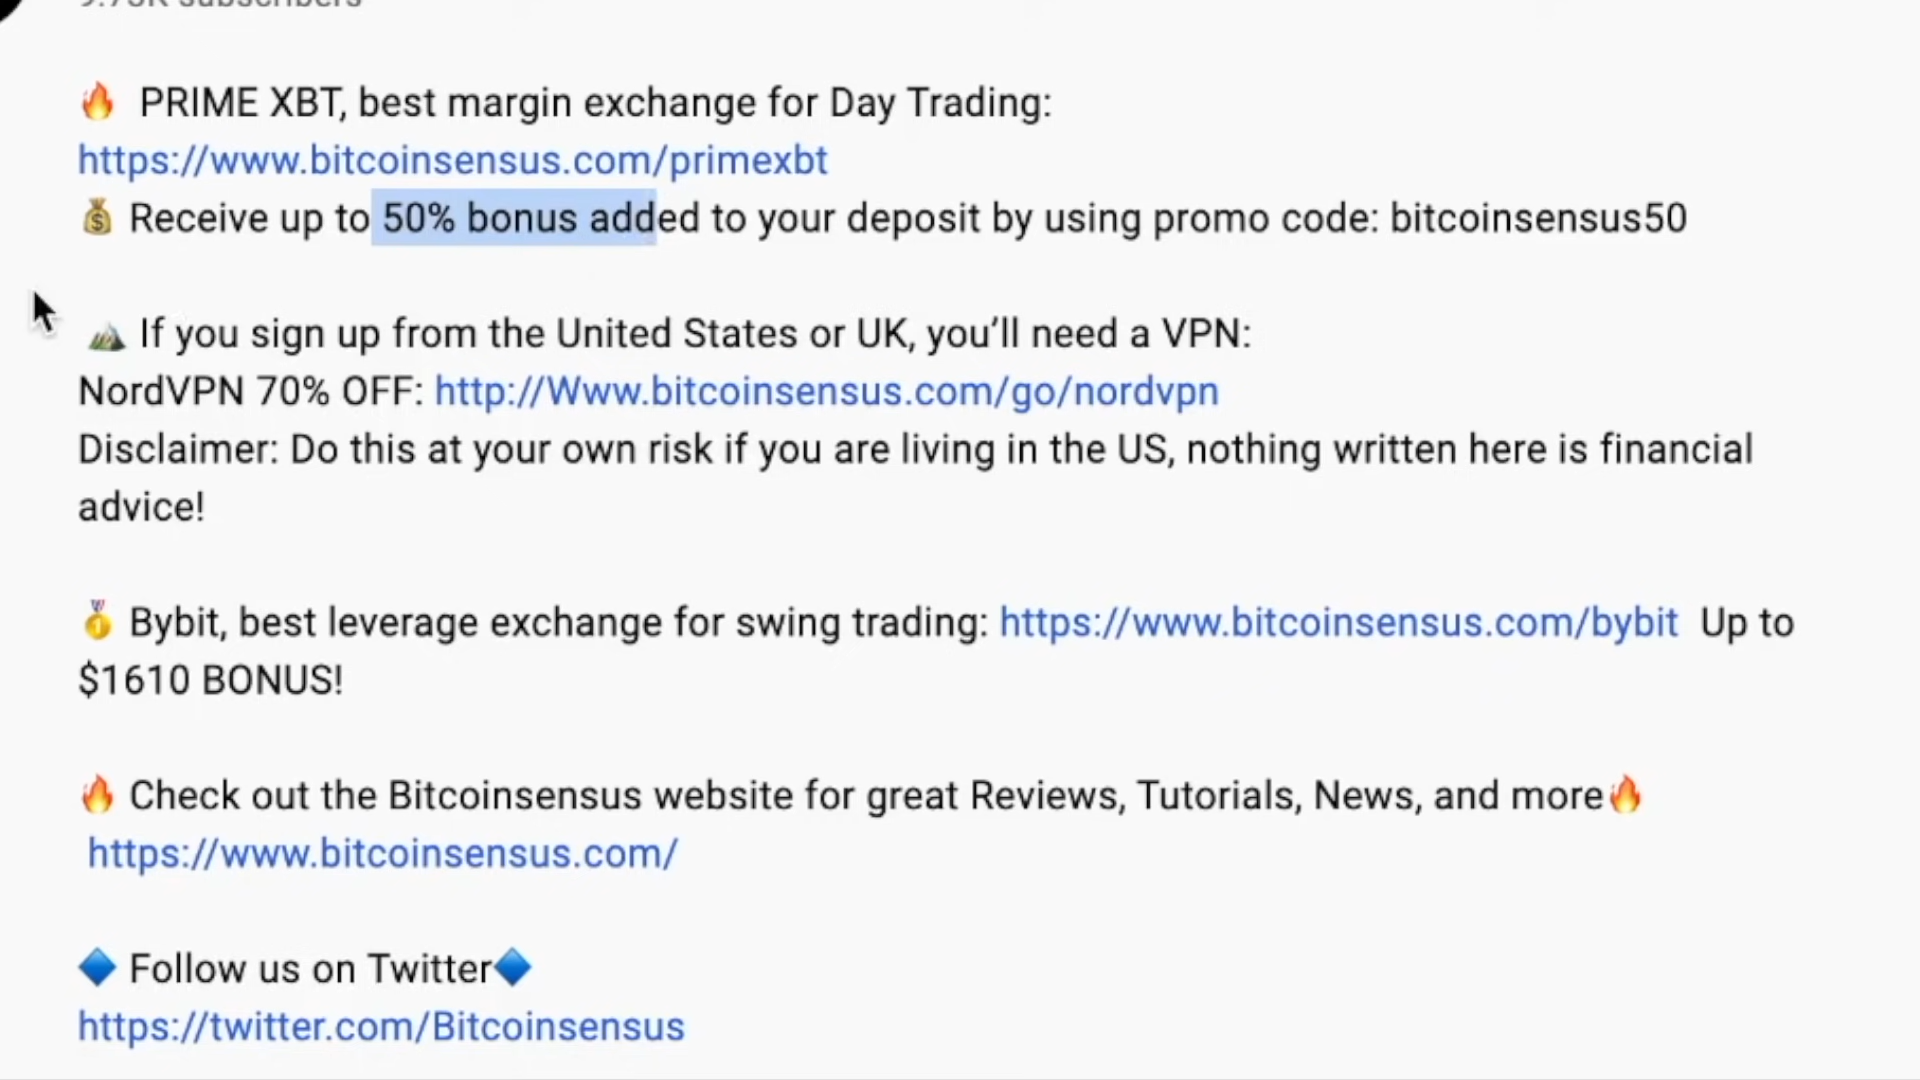 9.73K subscribers
🔥 PRIME XBT, best margin exchange for Day Trading:
https://www.bitcoinsensus.com/primexbt
💰 Receive up to 50% bonus added to your deposit by using promo code: bitcoinsensus50
⛰️ If you sign up from the United States or UK, you’ll need a VPN:
NordVPN 70% OFF: http://Www.bitcoinsensus.com/go/nordvpn
Disclaimer: Do this at your own risk if you are living in the US, nothing written here is financial
advice!
🥇 Bybit, best leverage exchange for swing trading: https://www.bitcoinsensus.com/bybit Up to
$1610 BONUS!
🔥 Check out the Bitcoinsensus website for great Reviews, Tutorials, News, and more🔥
https://www.bitcoinsensus.com/
🔷 Follow us on Twitter🔷
https://twitter.com/Bitcoinsensus